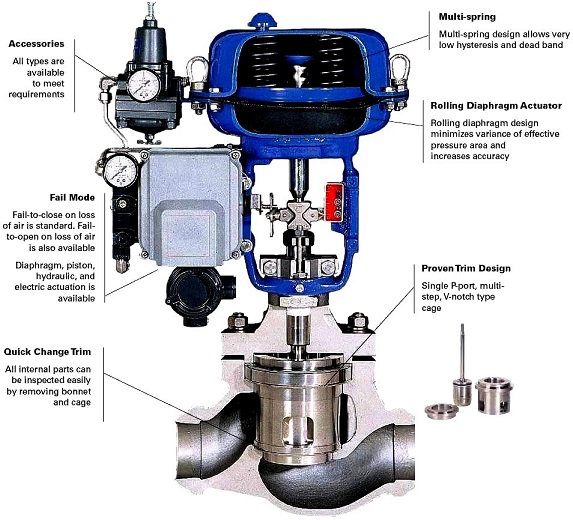 Multi-spring
Multi-spring design allows very
low hysteresis and dead band
Accessories
All types are
available
to meet
requirements
Rolling Diaphragm Actuator
Rolling diaphragm design
minimizes variance of effective
pressure area and
increases accuracy
Fail Mode
Fail-to-close on loss
of air is standard. Fail-
to-open on loss of air
is also available
Diaphragm, piston,
hydraulic, and
electric actuation is
available
Proven Trim Design
Single P-port, multi-
step, V-notch type
cage
Quick Change Trim
All internal parts can
be inspected easily
by removing bonnet
and cage